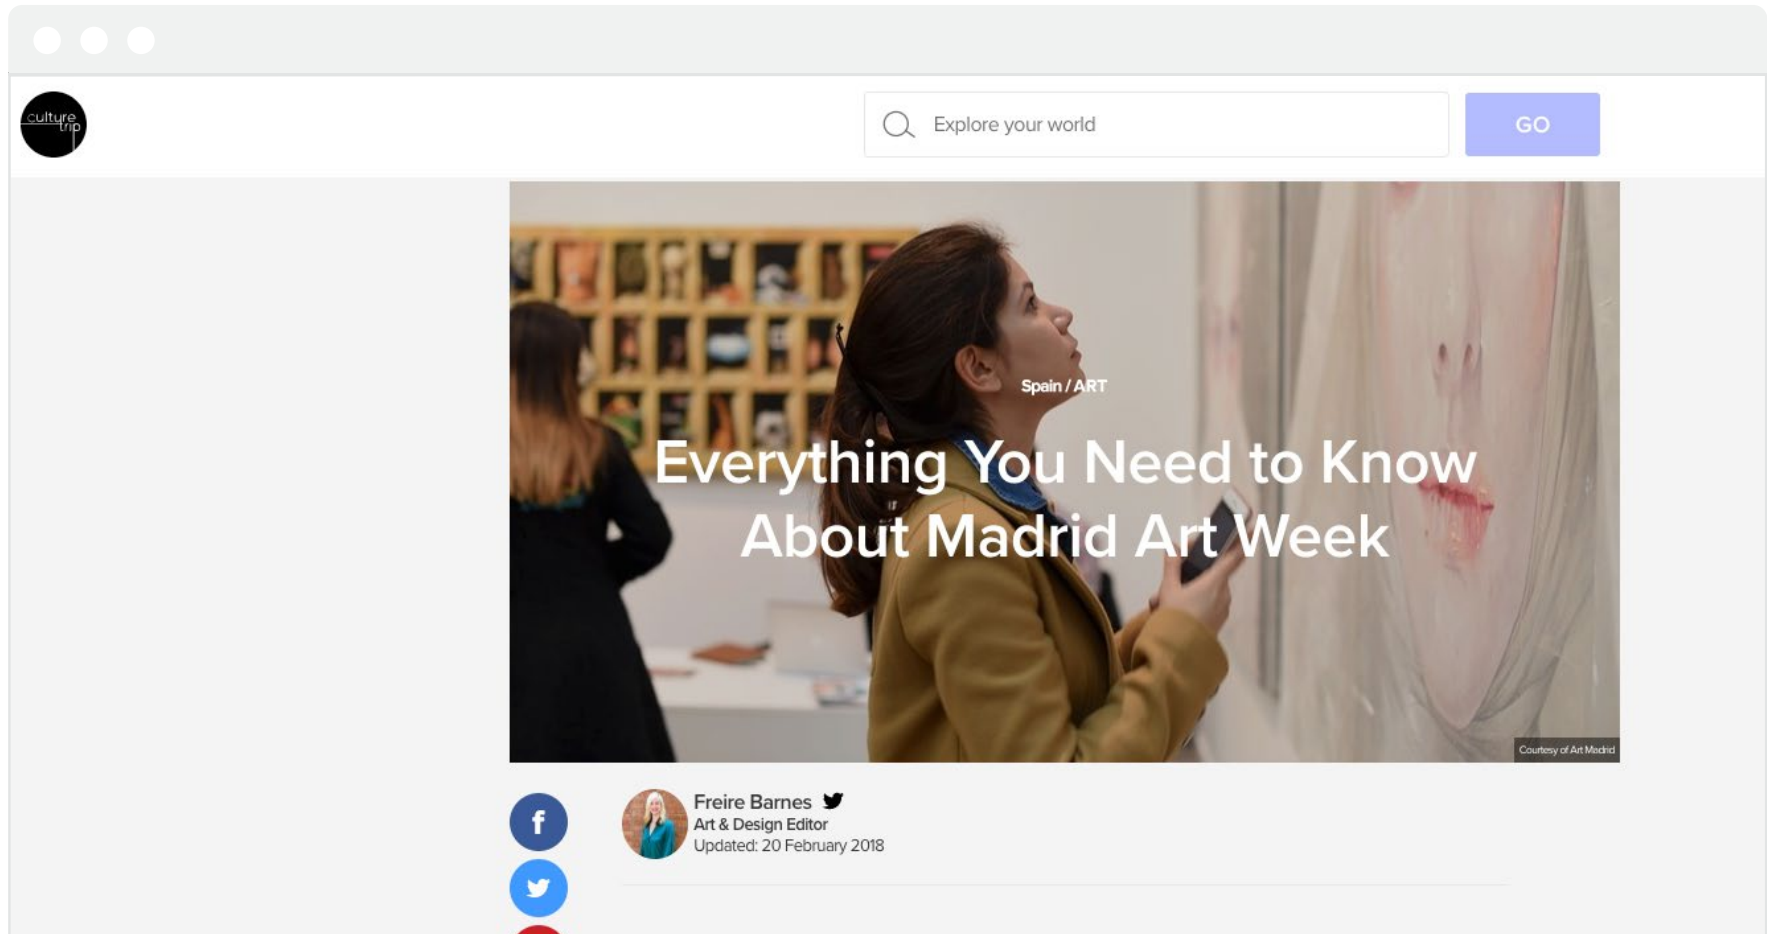 culture
trip
Explore your world
GO
Spain / ART
Everything You Need to Know
About Madrid Art Week
Courtesy of Art Madrid
f
Freire Barnes
Art & Design Editor
Updated: 20 February 2018